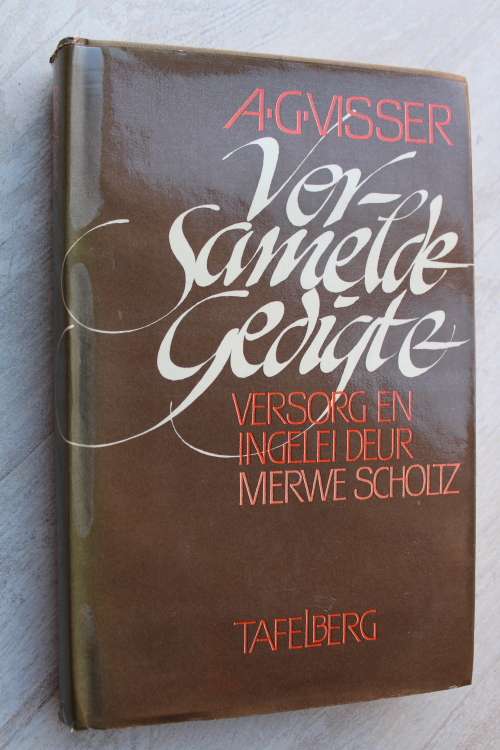 A·G·VISSER
Ver-
samelde
Gedigte
VERSORG EN
INGELEI DEUR
MERWE SCHOLTZ
TAFELBERG